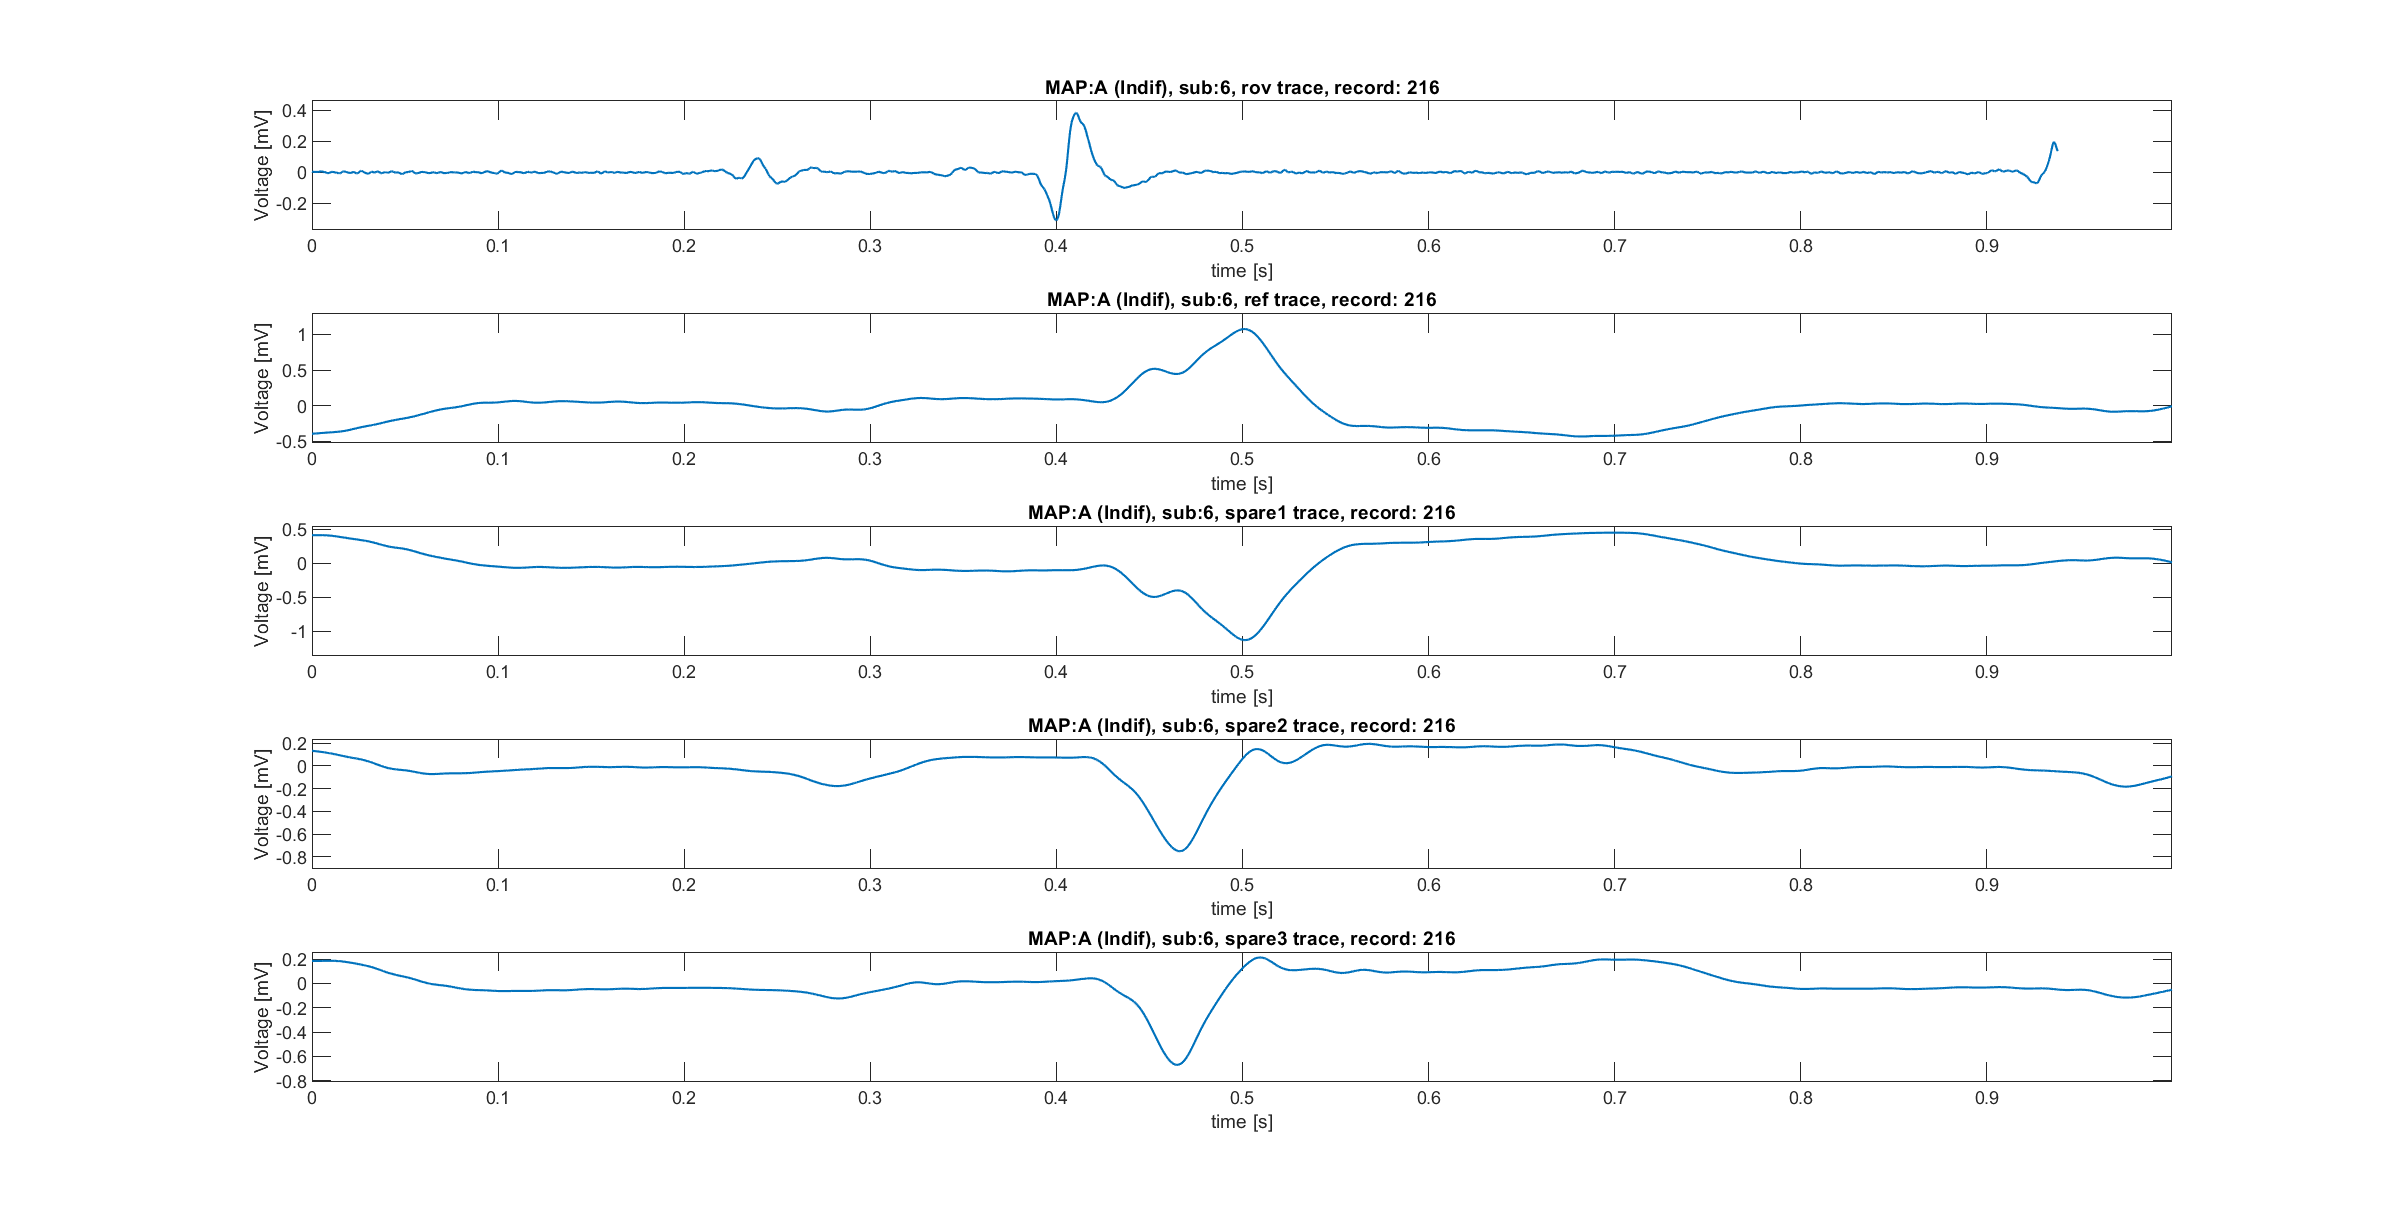 MAP:A (Indif), sub:6, rov trace, record: 216
Voltage [mV]
0.4
0.2
0
-0.2
0 0.1 0.2 0.3 0.4 0.5 0.6 0.7 0.8 0.9
time [s]
MAP:A (Indif), sub:6, ref trace, record: 216
Voltage [mV]
1
0.5
0
-0.5
0 0.1 0.2 0.3 0.4 0.5 0.6 0.7 0.8 0.9
time [s]
MAP:A (Indif), sub:6, spare1 trace, record: 216
Voltage [mV]
0.5
0
-0.5
-1
0 0.1 0.2 0.3 0.4 0.5 0.6 0.7 0.8 0.9
time [s]
MAP:A (Indif), sub:6, spare2 trace, record: 216
Voltage [mV]
0.2
0
-0.2
-0.4
-0.6
-0.8
0 0.1 0.2 0.3 0.4 0.5 0.6 0.7 0.8 0.9
time [s]
MAP:A (Indif), sub:6, spare3 trace, record: 216
Voltage [mV]
0.2
0
-0.2
-0.4
-0.6
-0.8
0 0.1 0.2 0.3 0.4 0.5 0.6 0.7 0.8 0.9
time [s]